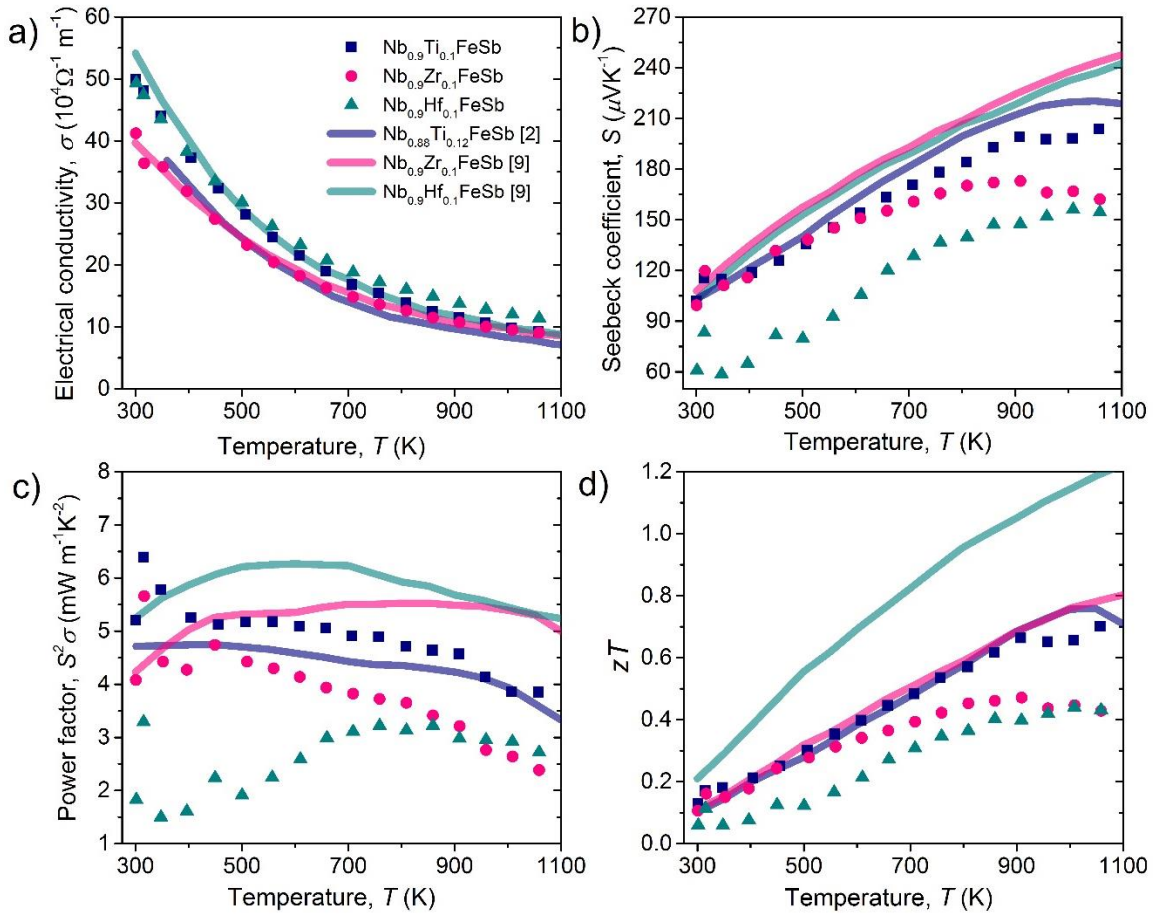 a)
Electrical conductivity, σ (10⁴Ω⁻¹ m⁻¹)
60
50
40
30
20
10
0
Nb₀.₉Ti₀.₁FeSb
Nb₀.₉Zr₀.₁FeSb
Nb₀.₉Hf₀.₁FeSb
Nb₀.₈₈Ti₀.₁₂FeSb [2]
Nb₀.₉Zr₀.₁FeSb [9]
Nb₀.₉Hf₀.₁FeSb [9]
300 500 700 900 1100
Temperature, T (K)
b)
Seebeck coefficient, S (μVK⁻¹)
270
240
210
180
150
120
90
60
300 500 700 900 1100
Temperature, T (K)
c)
Power factor, S²σ (mW m⁻¹K⁻²)
8
7
6
5
4
3
2
1
300 500 700 900 1100
Temperature, T (K)
d)
zT
1.2
1.0
0.8
0.6
0.4
0.2
0.0
300 500 700 900 1100
Temperature, T (K)